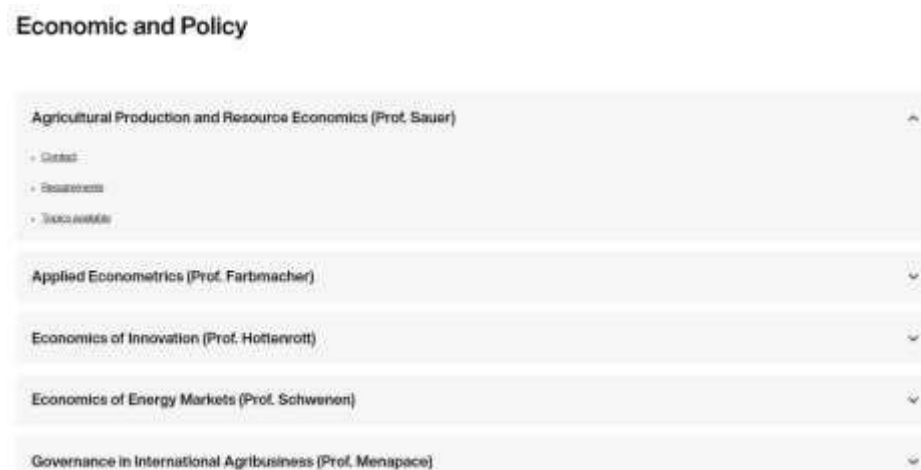 Economic and Policy
Agricultural Production and Resource Economics (Prof. Sauer)
Contact
Requirements
Topics available
Applied Econometrics (Prof. Farbmacher)
Economics of Innovation (Prof. Hottenrott)
Economics of Energy Markets (Prof. Schwenen)
Governance in International Agribusiness (Prof. Menapace)